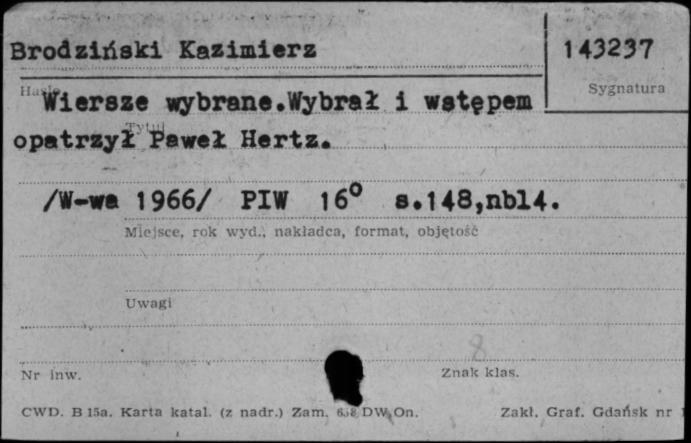 Brodziński Kazimierz
143237
Hasło
Sygnatura
Wiersze wybrane.Wybrał i wstępem
Tytuł
opatrzył Paweł Hertz.
/W-wa 1966/ PIW 16° s.148,nbl4.
Miejsce, rok wyd., nakładca, format, objętość
Uwagi
8
Nr inw.
Znak klas.
CWD. B 15a. Karta katal. (z nadr.) Zam. DW. On.
Zakł. Graf. Gdańsk nr